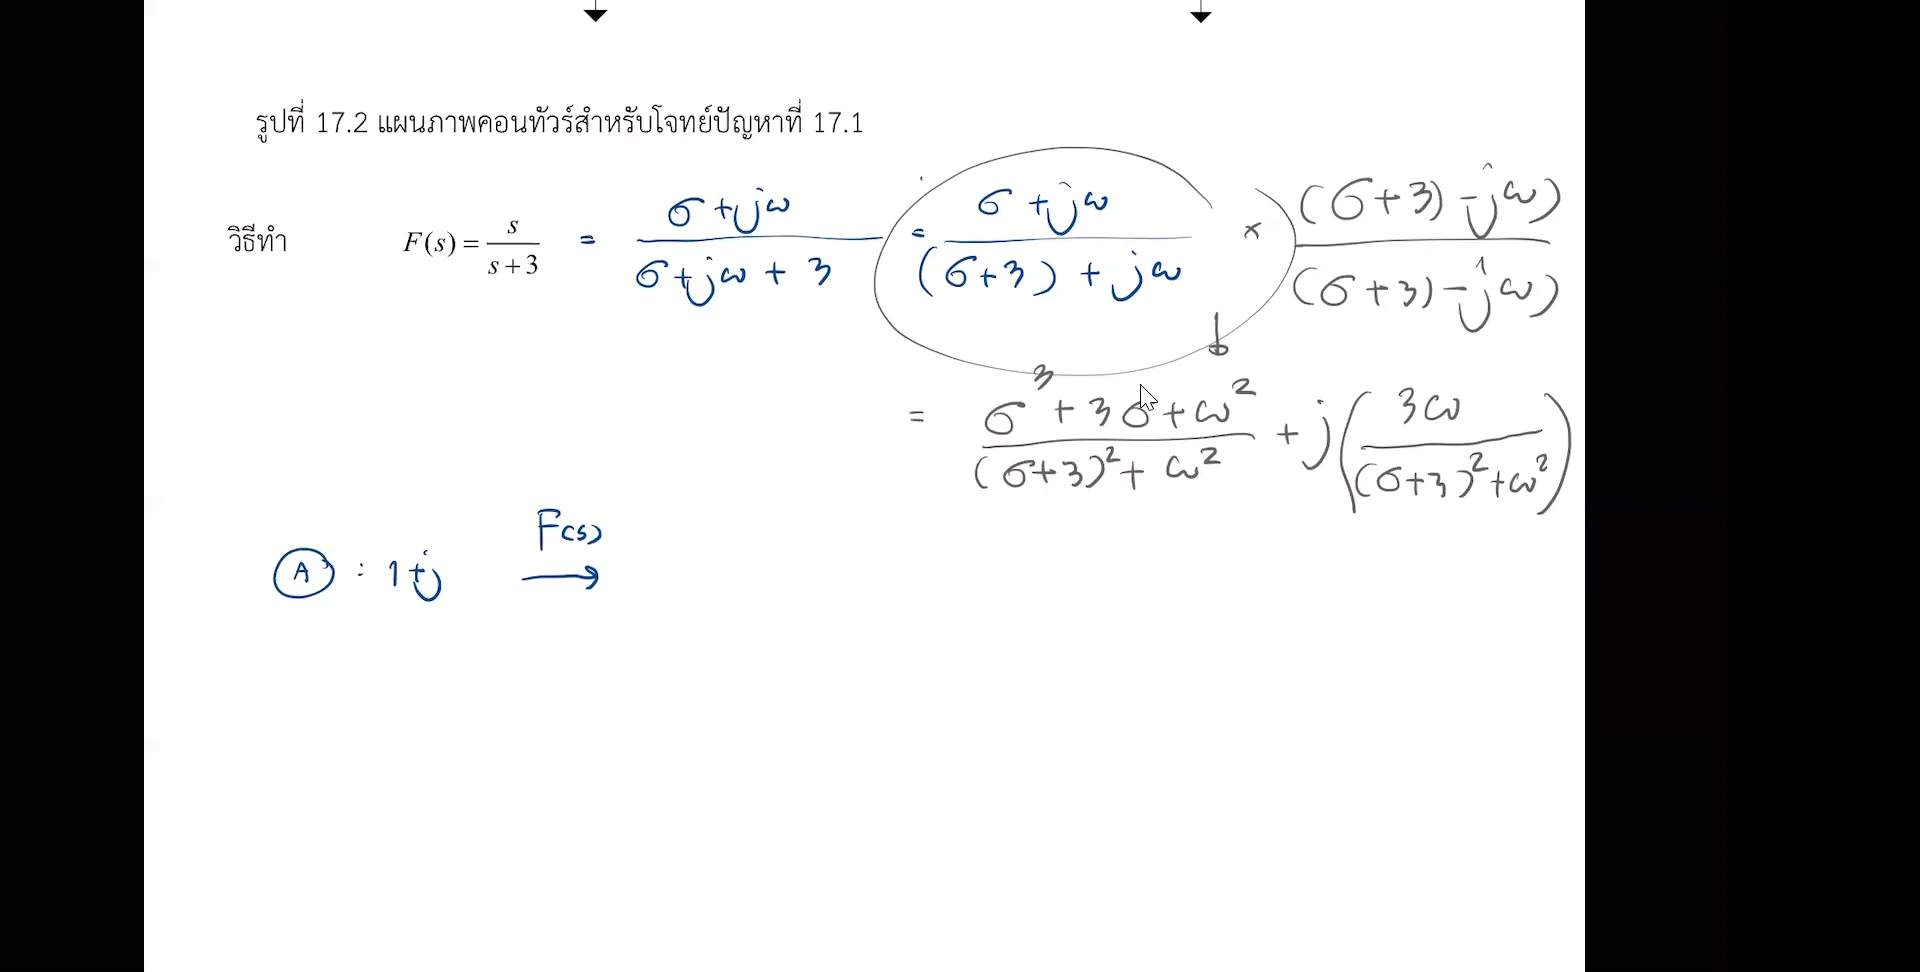 รูปที่ 17.2 แผนภาพคอนทัวร์สำหรับโจทย์ปัญหาที่ 17.1
วิธีทำ F(s) = s/(s+3) = (σ+jω)/(σ+jω+3) = (σ+jω)/((σ+3)+jω) × ((σ+3)-jω)/((σ+3)-jω)
= (σ³+3σ+ω²)/((σ+3)²+ω²) + j(3ω/((σ+3)²+ω²))
A : 1+j F(s) →